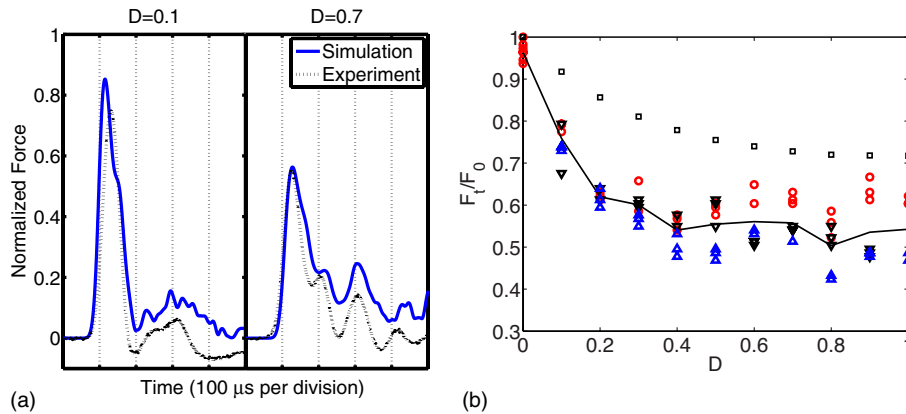 D=0.1
D=0.7
Simulation
Experiment
Normalized Force
1
0.8
0.6
0.4
0.2
0
Time (100 μs per division)
(a)
F_t/F_0
1
0.9
0.8
0.7
0.6
0.5
0.4
0.3
0
0.2
0.4
0.6
0.8
D
(b)